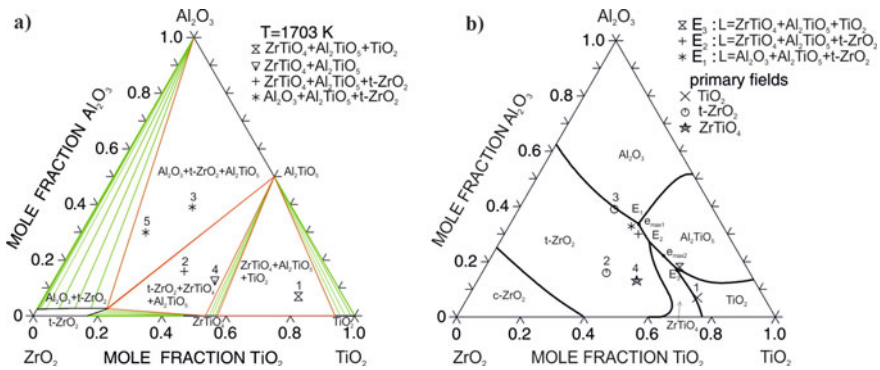 a)
Al₂O₃
T=1703 K
ZrTiO₄+Al₂TiO₅+TiO₂
ZrTiO₄+Al₂TiO₅
ZrTiO₄+Al₂TiO₅+t-ZrO₂
Al₂O₃+Al₂TiO₅+t-ZrO₂
1.0
0.8
0.6
0.4
0.2
0
MOLE FRACTION Al₂O₃
Al₂O₃+t-ZrO₂+Al₂TiO₅
Al₂TiO₅
3
5
2
4
1
ZrTiO₄+Al₂TiO₅
+TiO₂
t-ZrO₂+ZrTiO₄
+Al₂TiO₅
Al₂O₃+t-ZrO₂
t-ZrO₂
ZrTiO₄
TiO₂
0
0.2
0.4
0.6
0.8
1.0
ZrO₂
MOLE FRACTION TiO₂
TiO₂
b)
Al₂O₃
E₃ : L=ZrTiO₄+Al₂TiO₅+TiO₂
E₂ : L=ZrTiO₄+Al₂TiO₅+t-ZrO₂
E₁ : L=Al₂O₃+Al₂TiO₅+t-ZrO₂
primary fields
TiO₂
t-ZrO₂
ZrTiO₄
1.0
0.8
0.6
0.4
0.2
0
MOLE FRACTION Al₂O₃
Al₂O₃
3
E₁
eₘₐₓ₁
E₂
Al₂TiO₅
t-ZrO₂
eₘₐₓ₂
2
4
E₃
1
c-ZrO₂
TiO₂
ZrTiO₄
0
0.2
0.4
0.6
0.8
1.0
ZrO₂
MOLE FRACTION TiO₂
TiO₂